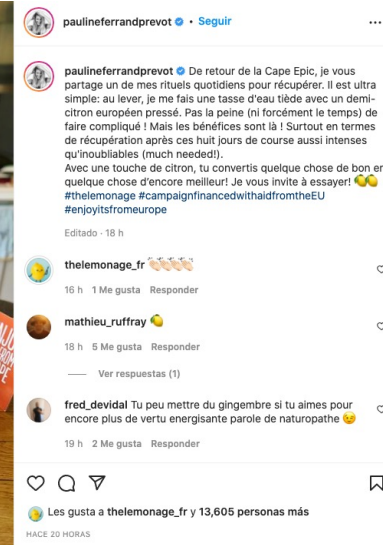 paulineferrandprevot • Seguir
paulineferrandprevot De retour de la Cape Epic, je vous
partage un de mes rituels quotidiens pour récupérer. Il est ultra
simple: au lever, je me fais une tasse d'eau tiède avec un demi-
citron européen pressé. Pas la peine (ni forcément le temps) de
faire compliqué ! Mais les bénéfices sont là ! Surtout en termes
de récupération après ces huit jours de course aussi intenses
qu'inoubliables (much needed!).
Avec une touche de citron, tu convertis quelque chose de bon en
quelque chose d'encore meilleur! Je vous invite à essayer! 🍋🍋
#thelemonage #campaignfinancedwithaidfromtheEU
#enjoyitsfromeurope
Editado · 18 h
thelemonage_fr 👏🏻👏🏻👏🏻👏🏻
16 h 1 Me gusta Responder
mathieu_ruffray 🍋
18 h 5 Me gusta Responder
Ver respuestas (1)
fred_devidal Tu peu mettre du gingembre si tu aimes pour
encore plus de vertu energisante parole de naturopathe 😉
19 h 2 Me gusta Responder
Les gusta a thelemonage_fr y 13,605 personas más
HACE 20 HORAS